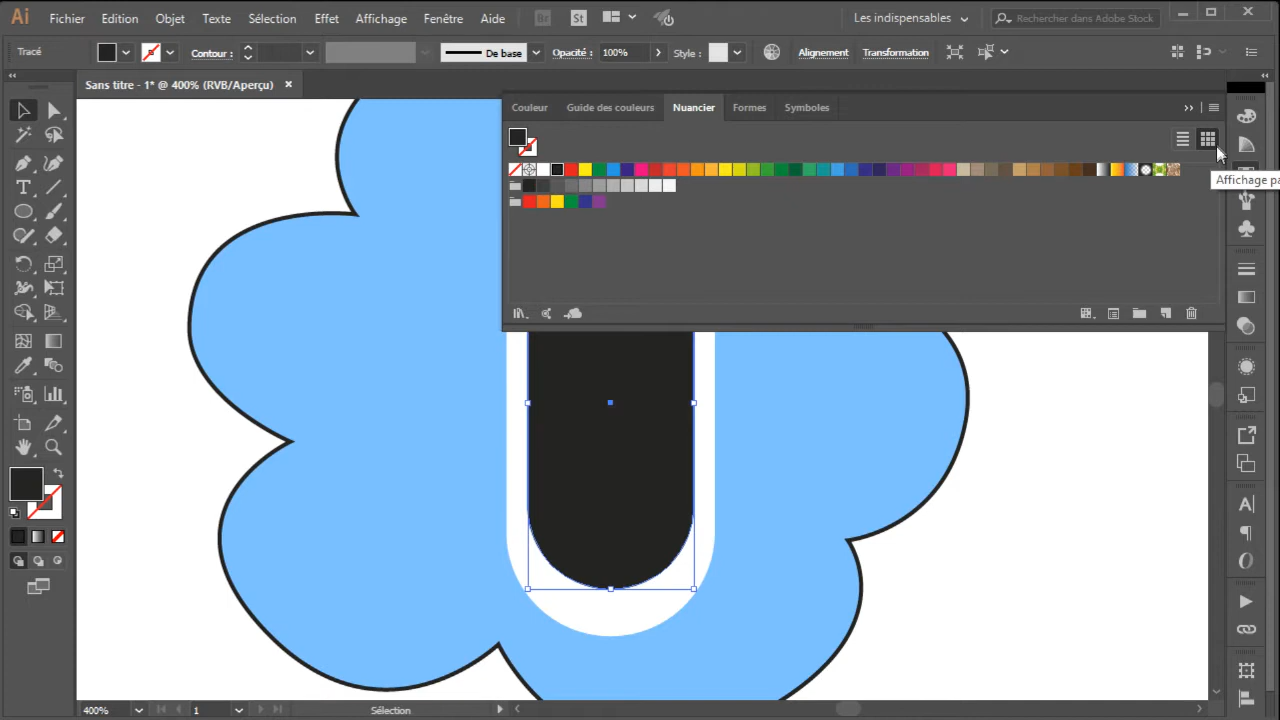 Ai Fichier Edition Objet Texte Sélection Effet Affichage Fenêtre Aide Br St Les indispensables Rechercher dans Adobe Stock
Tracé Contour : De base Opacité : 100% Style : Alignement Transformation
Sans titre - 1* @ 400% (RVB/Aperçu)
Couleur Guide des couleurs Nuancier Formes Symboles
Affichage pa
400% 1 Sélection